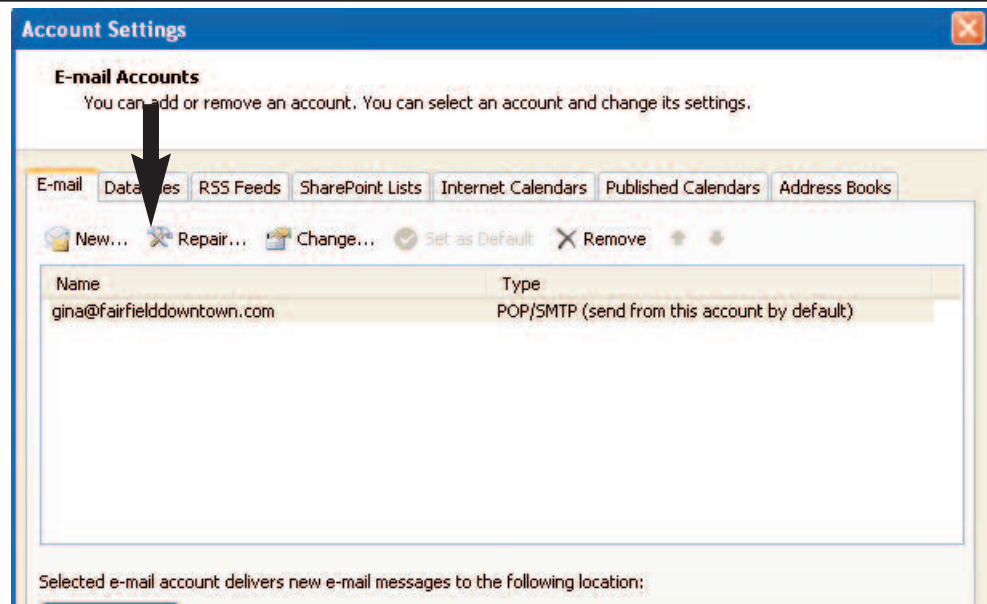 Account Settings
E-mail Accounts
You can add or remove an account. You can select an account and change its settings.
E-mail Data RSS Feeds SharePoint Lists Internet Calendars Published Calendars Address Books
New... Repair... Change... Set as Default Remove
Name Type
gina@fairfielddowntown.com POP/SMTP (send from this account by default)
Selected e-mail account delivers new e-mail messages to the following location: